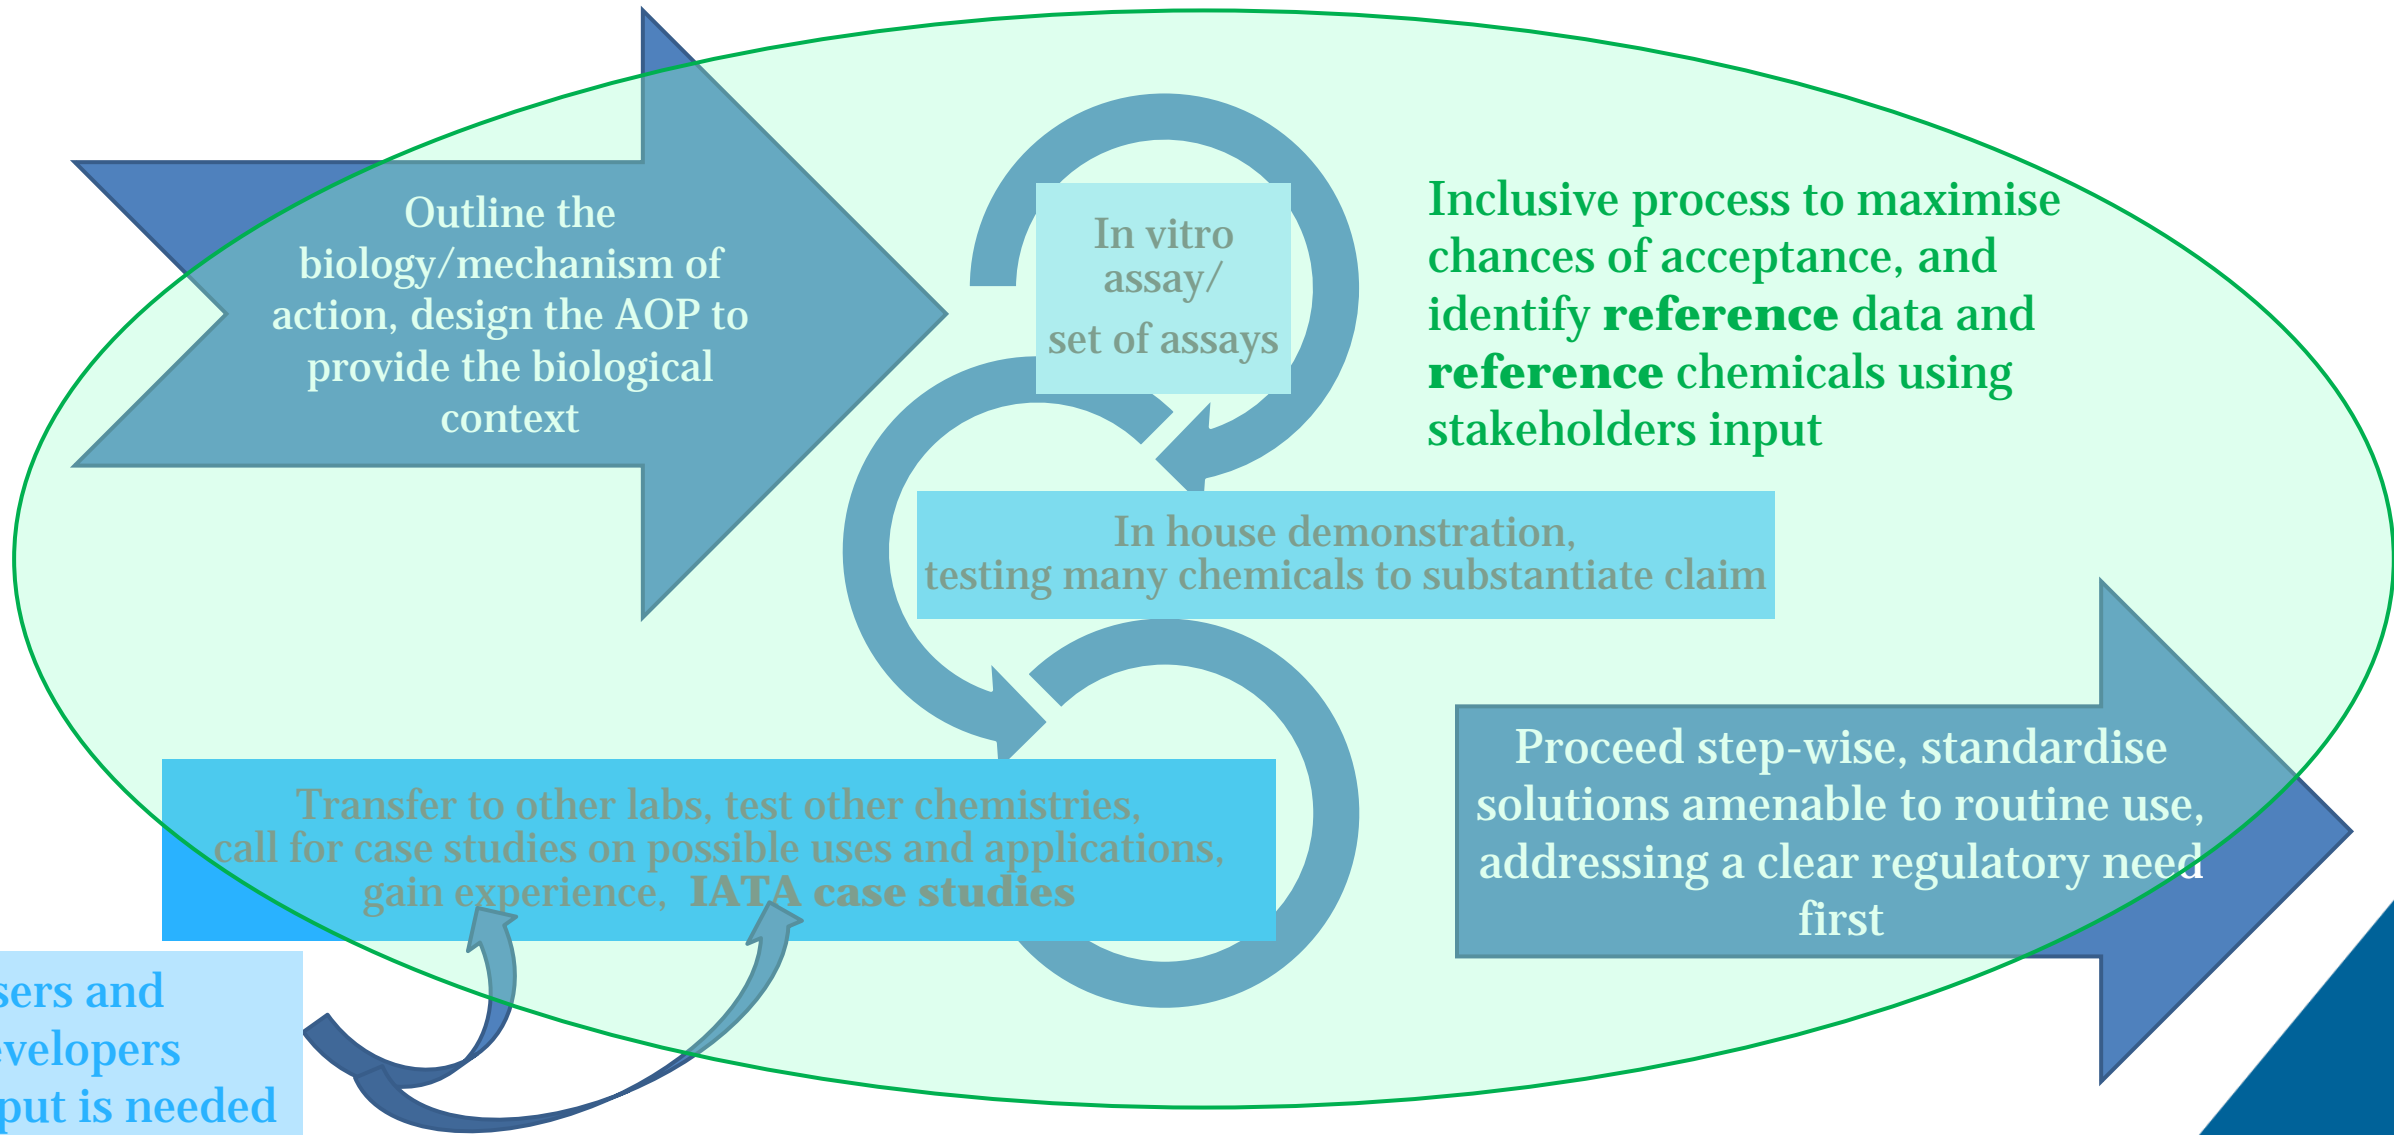 Outline the
biology/mechanism of
action, design the AOP to
provide the biological
context
In vitro
assay/
set of assays
Inclusive process to maximise
chances of acceptance, and
identify reference data and
reference chemicals using
stakeholders input
In house demonstration,
testing many chemicals to substantiate claim
Transfer to other labs, test other chemistries,
call for case studies on possible uses and applications,
gain experience, IATA case studies
Proceed step-wise, standardise
solutions amenable to routine use,
addressing a clear regulatory need
first
sers and
evelopers
put is needed